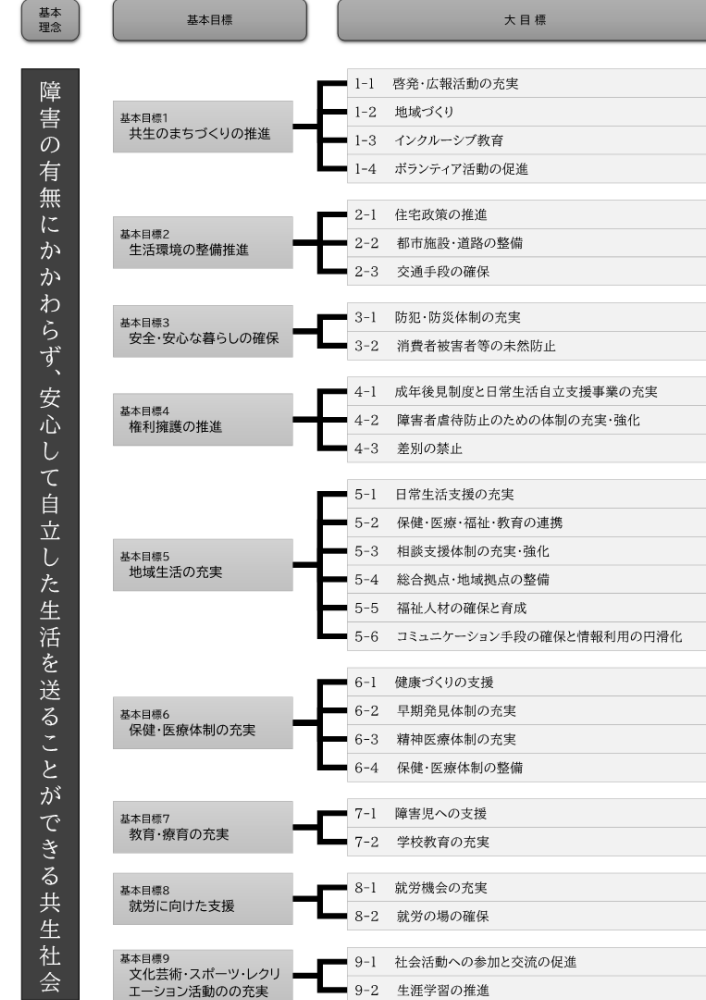 基本
理念
基本目標
大目標
障害の有無にかかわらず、安心して自立した生活を送ることができる共生社会
基本目標1
共生のまちづくりの推進
1-1 啓発・広報活動の充実
1-2 地域づくり
1-3 インクルーシブ教育
1-4 ボランティア活動の促進
基本目標2
生活環境の整備推進
2-1 住宅政策の推進
2-2 都市施設・道路の整備
2-3 交通手段の確保
基本目標3
安全・安心な暮らしの確保
3-1 防犯・防災体制の充実
3-2 消費者被害者等の未然防止
基本目標4
権利擁護の推進
4-1 成年後見制度と日常生活自立支援事業の充実
4-2 障害者虐待防止のための体制の充実・強化
4-3 差別の禁止
基本目標5
地域生活の充実
5-1 日常生活支援の充実
5-2 保健・医療・福祉・教育の連携
5-3 相談支援体制の充実・強化
5-4 総合拠点・地域拠点の整備
5-5 福祉人材の確保と育成
5-6 コミュニケーション手段の確保と情報利用の円滑化
基本目標6
保健・医療体制の充実
6-1 健康づくりの支援
6-2 早期発見体制の充実
6-3 精神医療体制の充実
6-4 保健・医療体制の整備
基本目標7
教育・療育の充実
7-1 障害児への支援
7-2 学校教育の充実
基本目標8
就労に向けた支援
8-1 就労機会の充実
8-2 就労の場の確保
基本目標9
文化芸術・スポーツ・レクリ
エーション活動のの充実
9-1 社会活動への参加と交流の促進
9-2 生涯学習の推進